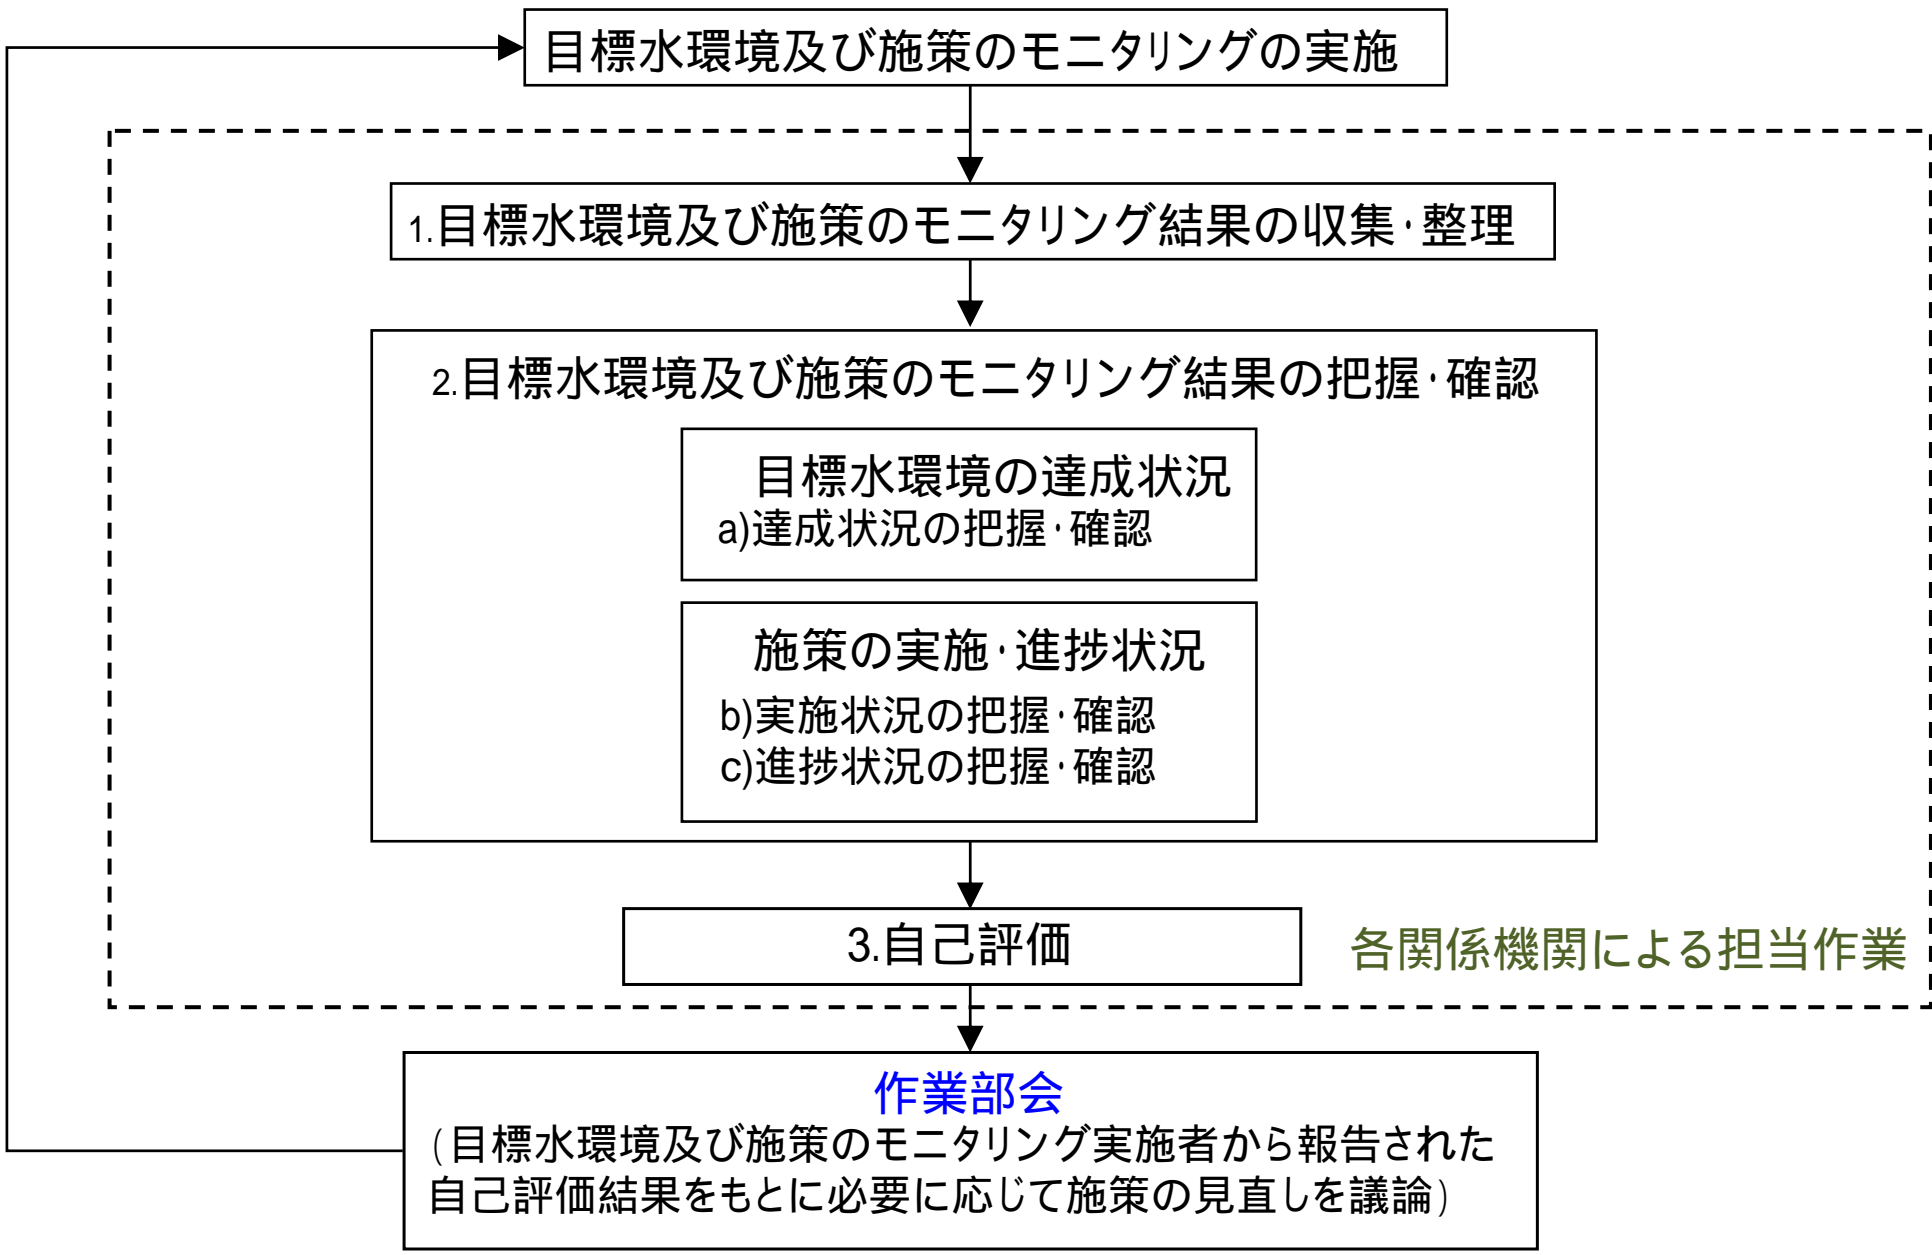 目標水環境及び施策のモニタリングの実施
1.目標水環境及び施策のモニタリング結果の収集・整理
2.目標水環境及び施策のモニタリング結果の把握・確認
目標水環境の達成状況
a)達成状況の把握・確認
施策の実施・進捗状況
b)実施状況の把握・確認
c)進捗状況の把握・確認
3.自己評価
各関係機関による担当作業
作業部会
(目標水環境及び施策のモニタリング実施者から報告された
自己評価結果をもとに必要に応じて施策の見直しを議論)